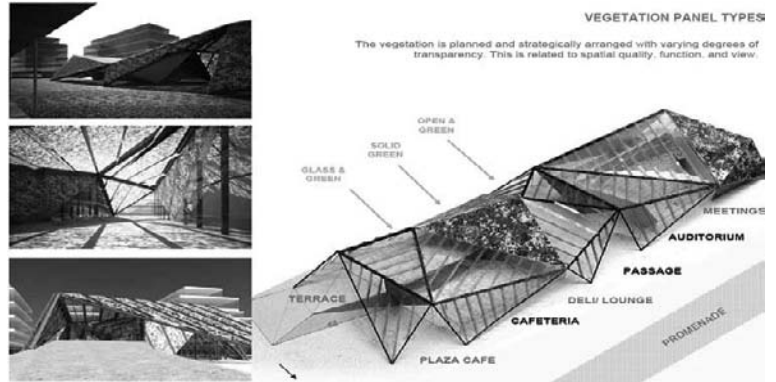 VEGETATION PANEL TYPES
The vegetation is planned and strategically arranged with varying degrees of
transparency. This is related to spatial quality, function, and view.
OPEN &
GREEN
SOLID
GREEN
GLASS &
GREEN
MEETINGS
AUDITORIUM
PASSAGE
TERRACE
DELI/ LOUNGE
CAFETERIA
PROMENADE
PLAZA CAFE